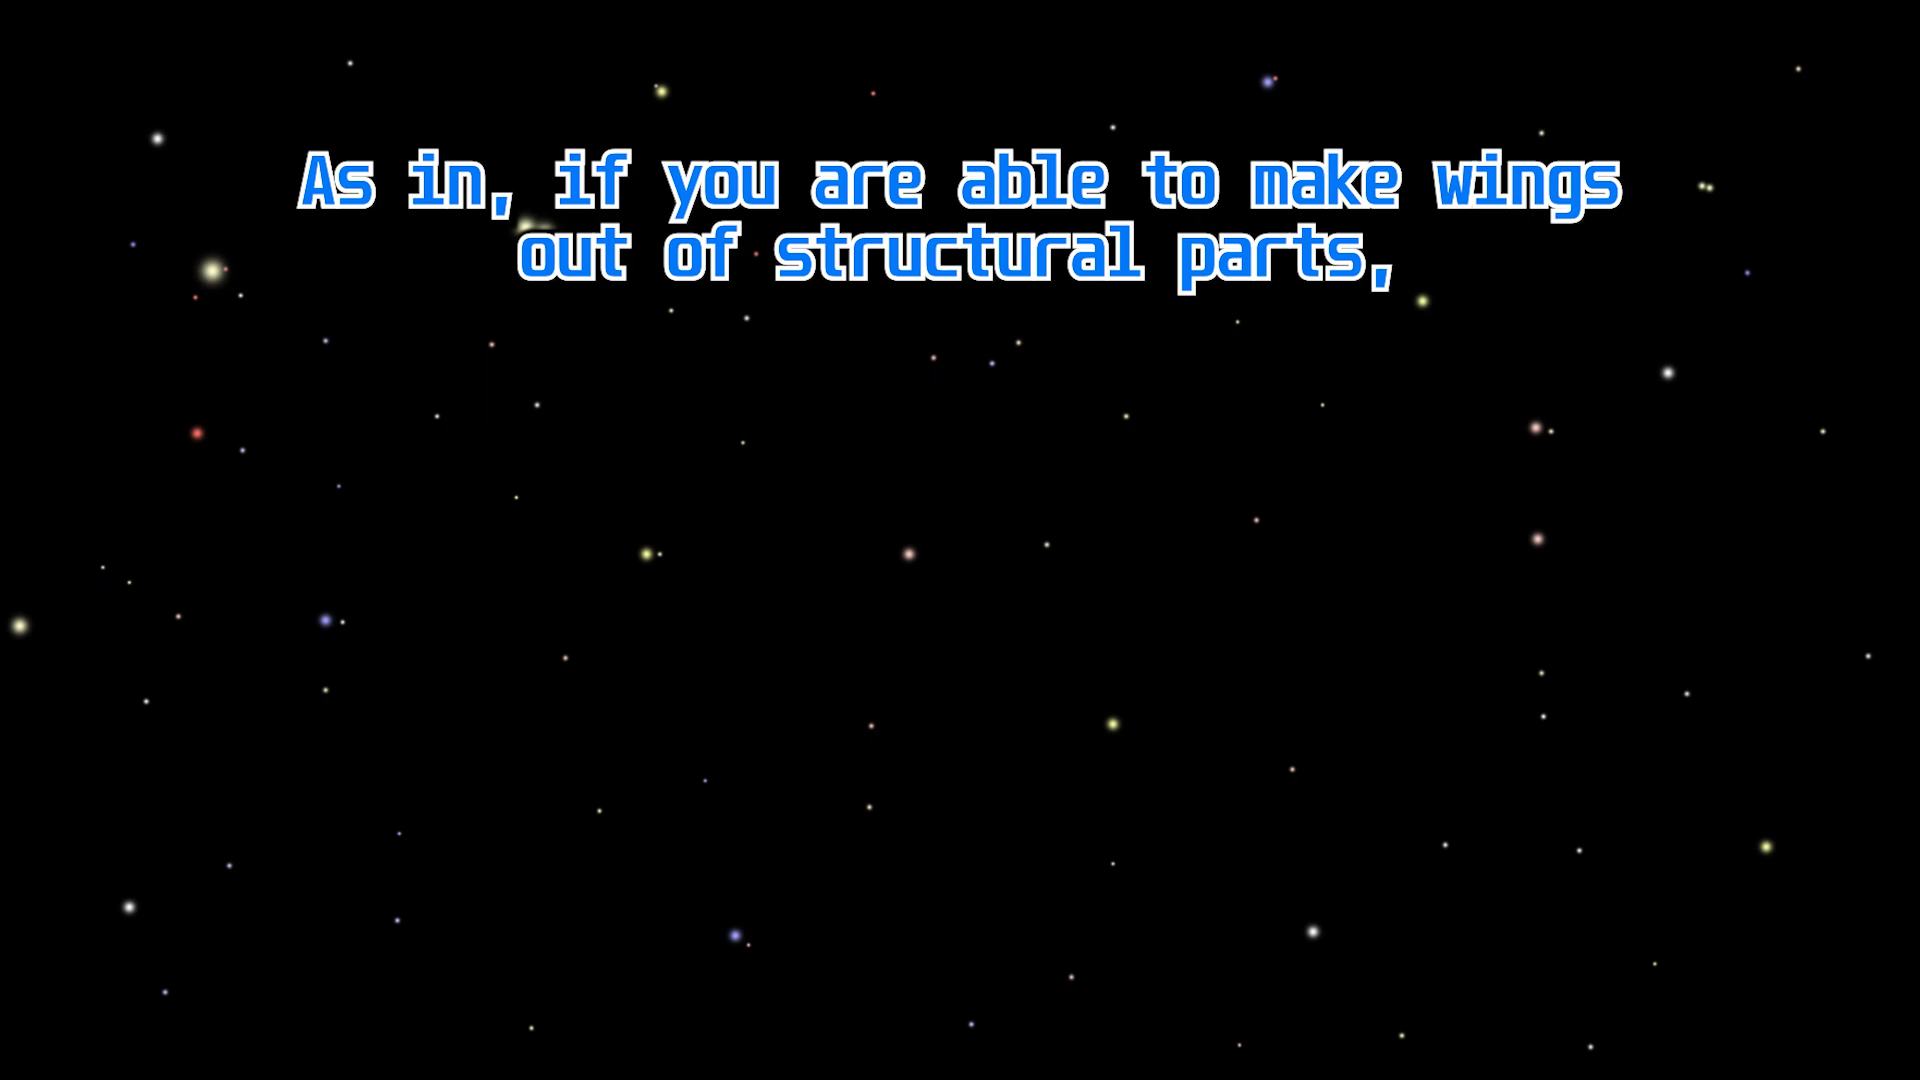 As in, if you are able to make wings
out of structural parts,